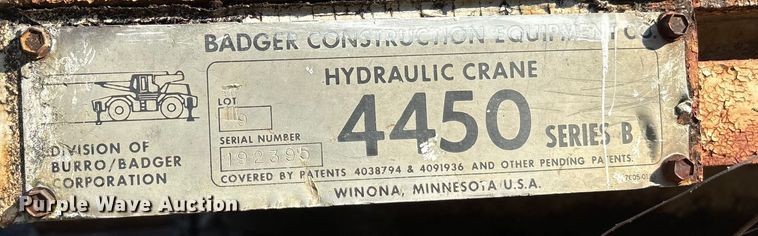 BADGER CONSTRUCTION EQUIPMENT CO.
HYDRAULIC CRANE
LOT
9
4450 SERIES B
SERIAL NUMBER
192395
DIVISION OF
BURRO/BADGER
CORPORATION
COVERED BY PATENTS 4038794 & 4091936 AND OTHER PENDING PATENTS.
WINONA, MINNESOTA U.S.A.
Purple Wave Auction